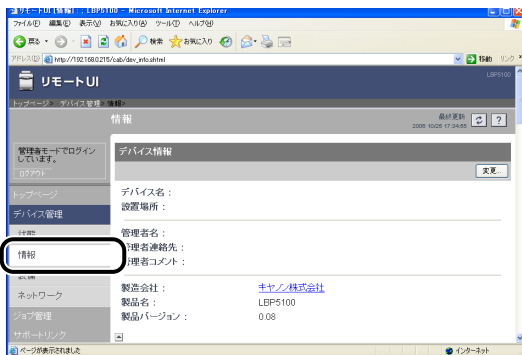 リモートUI [情報] : : LBP5100 - Microsoft Internet Explorer
ファイル(F) 編集(E) 表示(V) お気に入り(A) ツール(T) ヘルプ(H)
戻る 検索 お気に入り
アドレス(D) http://192.168.0.215/cab/dev_info.shtml 移動 リンク
リモートUI
LBP5100
トップページ> デバイス管理> 情報>
情報
最終更新
2006 10/25 17:34:55
管理者モードでログイン
しています。
ログアウト
デバイス情報
変更...
トップページ
デバイス管理
状態
情報
ネットワーク
ジョブ管理
サポートリンク
デバイス名 :
設置場所 :
管理者名 :
管理者連絡先 :
管理者コメント :
製造会社 : キヤノン株式会社
製品名 : LBP5100
製品バージョン : 0.08
ページが表示されました インターネット